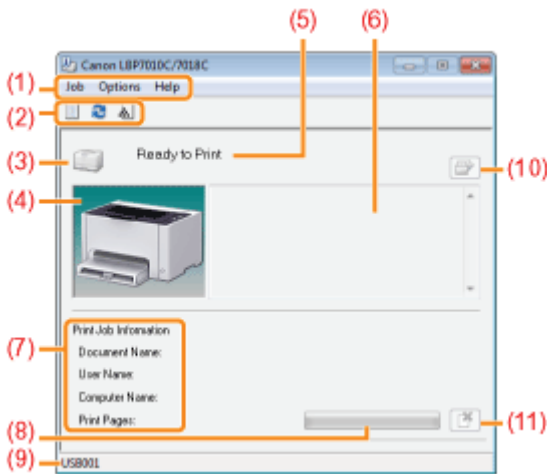 (5)
(6)
Canon LBP7010C/7018C
(1)
Job Options Help
(2)
(3)
Ready to Print
(10)
(4)
Print Job Information
(7)
Document Name:
User Name:
Computer Name:
Print Pages:
(11)
(8)
(9)
USB001